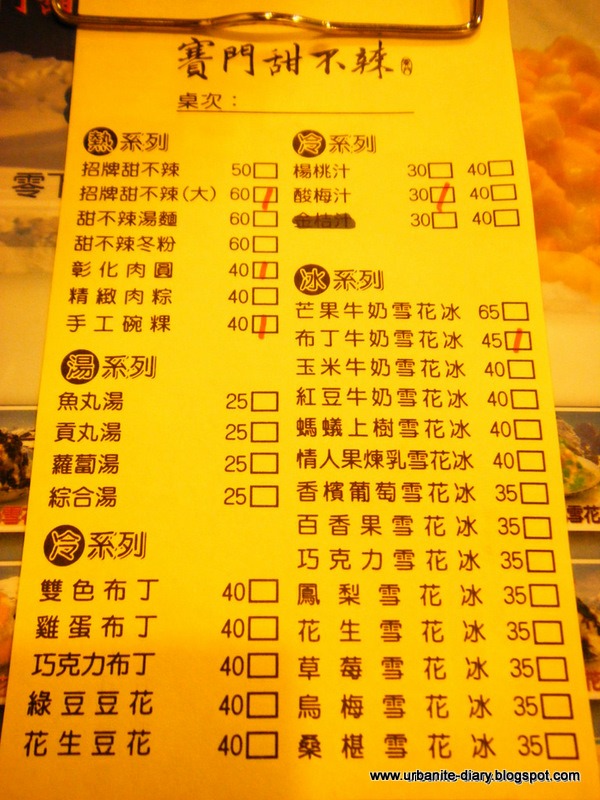 賽門甜不辣
桌次：
熱系列
招牌甜不辣 50
招牌甜不辣(大) 60
甜不辣湯麵 60
甜不辣冬粉 60
彰化肉圓 40
精緻肉粽 40
手工碗粿 40
湯系列
魚丸湯 25
貢丸湯 25
蘿蔔湯 25
綜合湯 25
冷系列
雙色布丁 40
雞蛋布丁 40
巧克力布丁 40
綠豆豆花 40
花生豆花 40
冷系列
楊桃汁 30 40
酸梅汁 30 40
金桔汁 30 40
冰系列
芒果牛奶雪花冰 65
布丁牛奶雪花冰 45
玉米牛奶雪花冰 40
紅豆牛奶雪花冰 40
螞蟻上樹雪花冰 40
情人果煉乳雪花冰 40
香檳葡萄雪花冰 35
百香果雪花冰 35
巧克力雪花冰 35
鳳梨雪花冰 35
花生雪花冰 35
草莓雪花冰 35
烏梅雪花冰 35
桑椹雪花冰 35
零下
雪花
www.urbanite-diary.blogspot.com